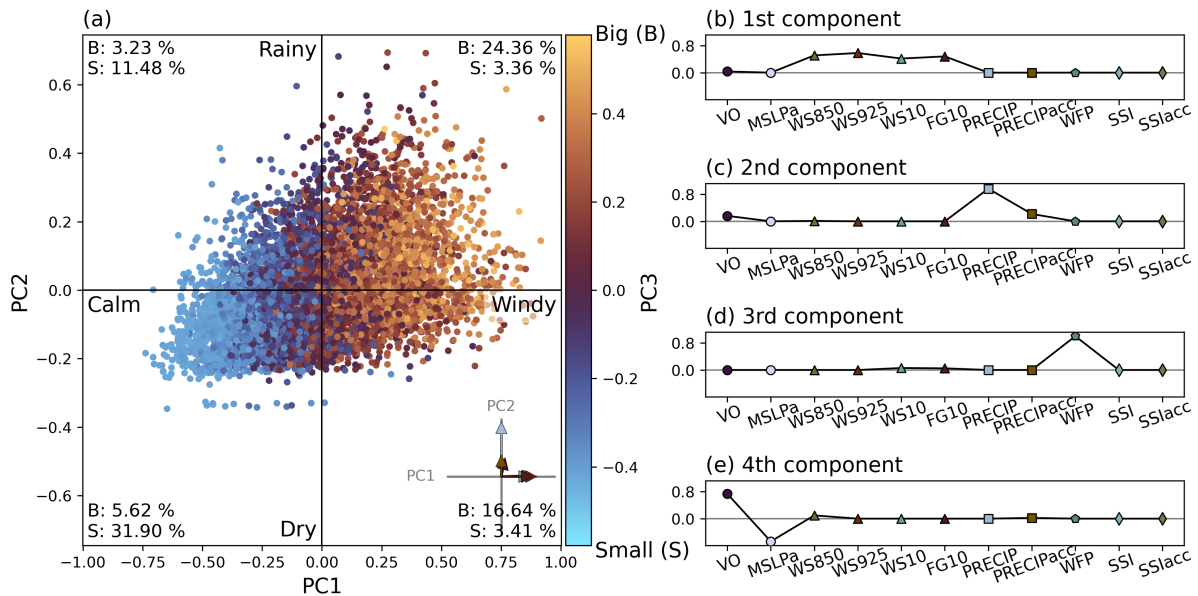 (a)
B: 3.23 %
S: 11.48 %
Rainy
B: 24.36 %
S: 3.36 %
Calm
Windy
B: 5.62 %
S: 31.90 %
Dry
B: 16.64 %
S: 3.41 %
PC2
PC1
0.6
0.4
0.2
0.0
−0.2
−0.4
−0.6
PC2
−1.00
−0.75
−0.50
−0.25
0.00
0.25
0.50
0.75
1.00
PC1
Big (B)
0.4
0.2
0.0
−0.2
−0.4
Small (S)
PC3
(b) 1st component
0.8
0.0
VO
MSLPa
WS850
WS925
WS10
FG10
PRECIP
PRECIPacc
WFP
SSI
SSIacc
(c) 2nd component
0.8
0.0
VO
MSLPa
WS850
WS925
WS10
FG10
PRECIP
PRECIPacc
WFP
SSI
SSIacc
(d) 3rd component
0.8
0.0
VO
MSLPa
WS850
WS925
WS10
FG10
PRECIP
PRECIPacc
WFP
SSI
SSIacc
(e) 4th component
0.8
0.0
VO
MSLPa
WS850
WS925
WS10
FG10
PRECIP
PRECIPacc
WFP
SSI
SSIacc